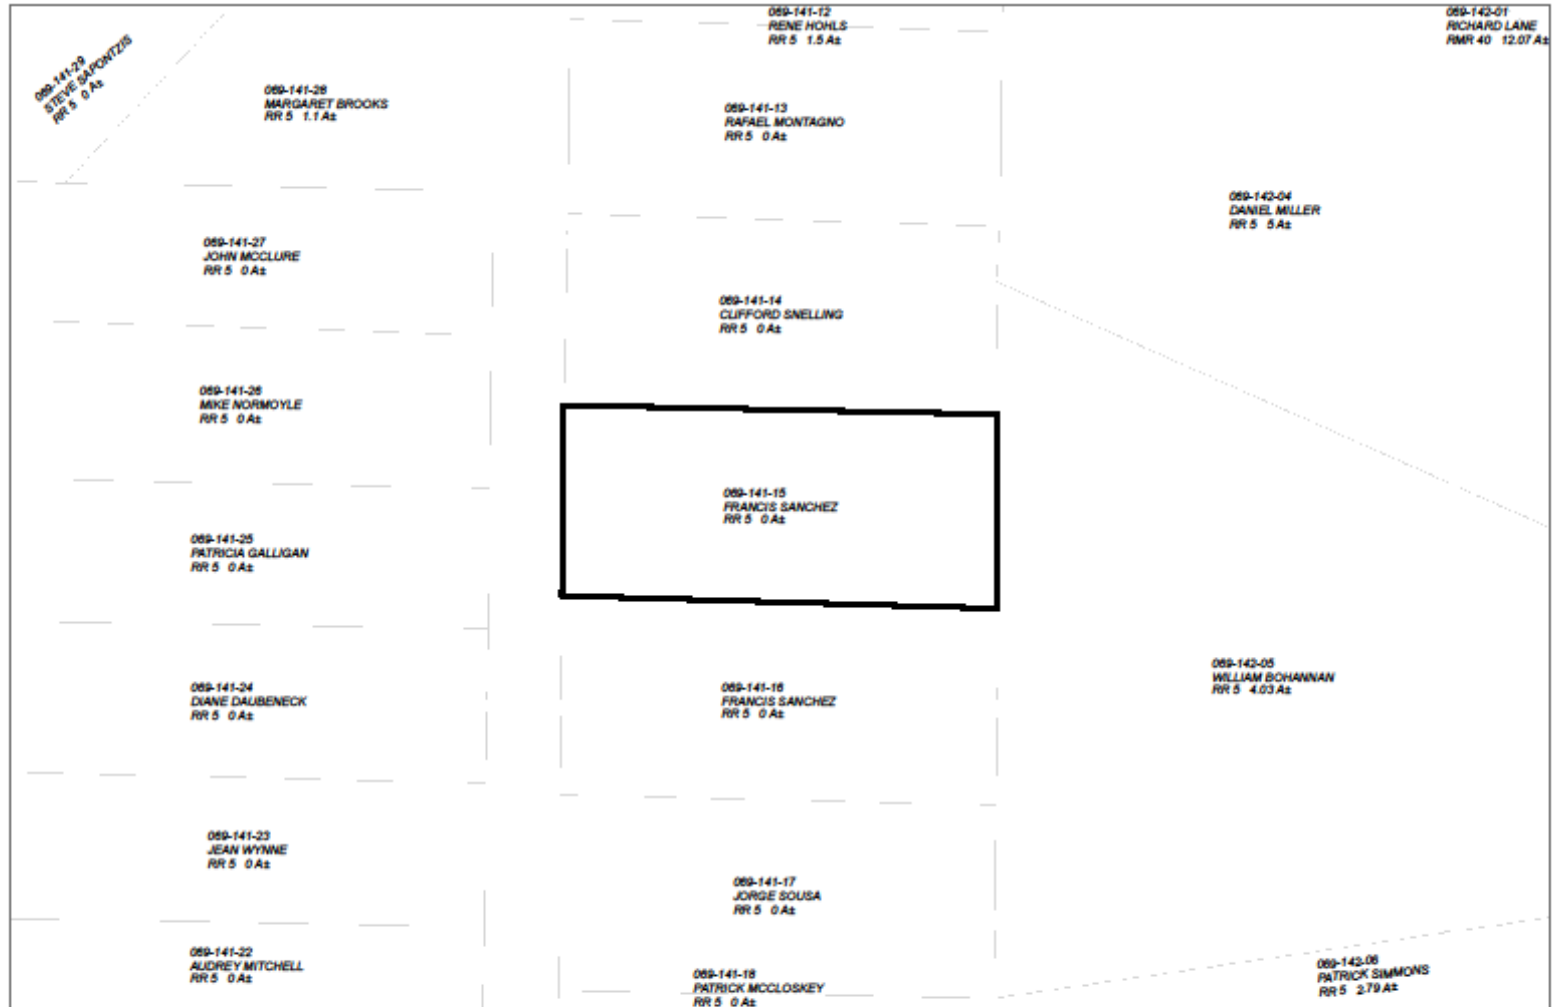 069-141-12
RENE HOHLS
RR 5 1.5 A±
069-142-01
RICHARD LANE
RMR 40 12.07 A±
069-141-29
STEVE SAPONTZIS
RR 5 0 A±
069-141-28
MARGARET BROOKS
RR 5 1.1 A±
069-141-13
RAFAEL MONTAGNO
RR 5 0 A±
069-142-04
DANIEL MILLER
RR 5 5 A±
069-141-27
JOHN MCCLURE
RR 5 0 A±
069-141-14
CLIFFORD SNELLING
RR 5 0 A±
069-141-26
MIKE NORMOYLE
RR 5 0 A±
069-141-15
FRANCIS SANCHEZ
RR 5 0 A±
069-141-25
PATRICIA GALLIGAN
RR 5 0 A±
069-142-05
WILLIAM BOHANNAN
RR 5 4.03 A±
069-141-24
DIANE DAUBENECK
RR 5 0 A±
069-141-16
FRANCIS SANCHEZ
RR 5 0 A±
069-141-23
JEAN WYNNE
RR 5 0 A±
069-141-17
JORGE SOUSA
RR 5 0 A±
069-141-22
AUDREY MITCHELL
RR 5 0 A±
069-141-18
PATRICK MCCLOSKEY
RR 5 0 A±
069-142-06
PATRICK SIMMONS
RR 5 2.79 A±